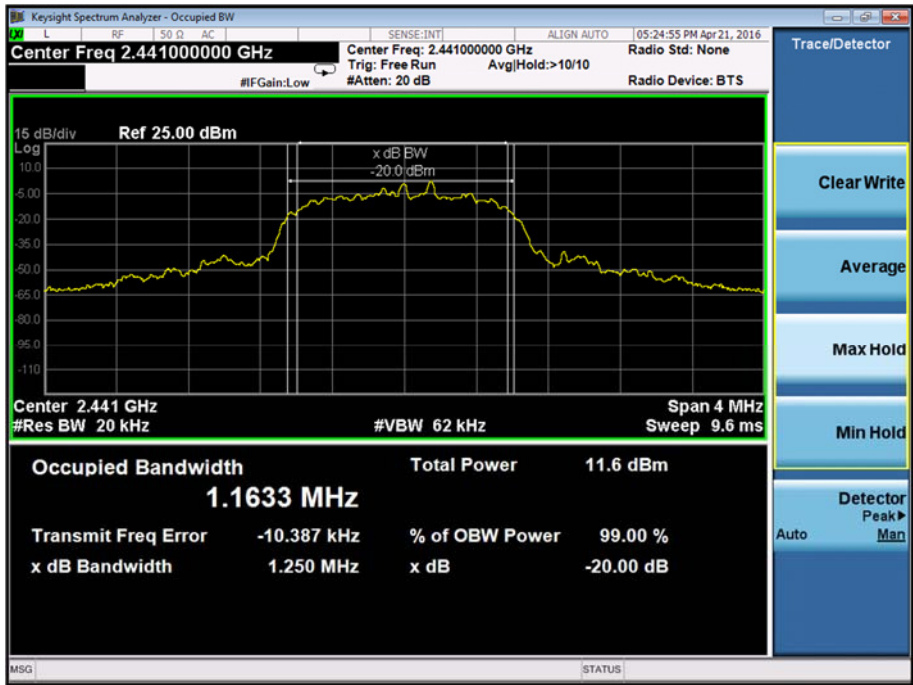 Keysight Spectrum Analyzer - Occupied BW
LXI L RF 50 Ω AC SENSE:INT ALIGN AUTO 05:24:55 PM Apr 21, 2016
Center Freq 2.441000000 GHz
Center Freq: 2.441000000 GHz Radio Std: None
Trig: Free Run Avg|Hold:>10/10
#IFGain:Low #Atten: 20 dB Radio Device: BTS
Trace/Detector
15 dB/div Ref 25.00 dBm
Log
x dB BW
10.0
-20.0 dBm
-5.00
-20.0
-35.0
-50.0
-65.0
-80.0
-95.0
-110
Center 2.441 GHz Span 4 MHz
#Res BW 20 kHz #VBW 62 kHz Sweep 9.6 ms
Occupied Bandwidth Total Power 11.6 dBm
1.1633 MHz
Transmit Freq Error -10.387 kHz % of OBW Power 99.00 %
x dB Bandwidth 1.250 MHz x dB -20.00 dB
Clear Write
Average
Max Hold
Min Hold
Detector
Peak▶
Auto Man
MSG STATUS